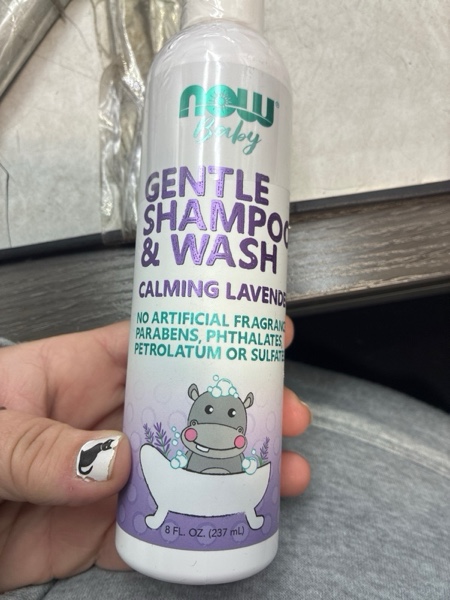 now®
Baby
GENTLE
SHAMPOO
& WASH
CALMING LAVENDE
NO ARTIFICIAL FRAGRANC
PARABENS, PHTHALATES,
PETROLATUM OR SULFATE
8 FL. OZ. (237 mL)